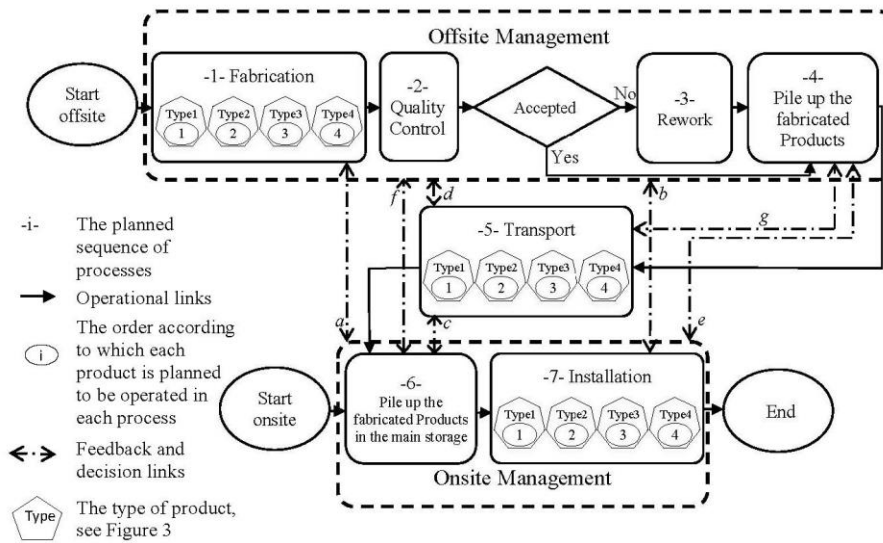 Offsite Management
Start
offsite
-1- Fabrication
Type1
1
Type2
2
Type3
3
Type4
4
-2-
Quality
Control
Accepted
No
Yes
-3-
Rework
-4-
Pile up the
fabricated
Products
f
d
b
g
-5- Transport
Type1
1
Type2
2
Type3
3
Type4
4
a
c
e
-i-
The planned
sequence of
processes
Operational links
i
The order according
to which each
product is planned
to be operated in
each process
Feedback and
decision links
Type
The type of product,
see Figure 3
Start
onsite
-6-
Pile up the
fabricated Products
in the main storage
-7- Installation
Type1
1
Type2
2
Type3
3
Type4
4
End
Onsite Management